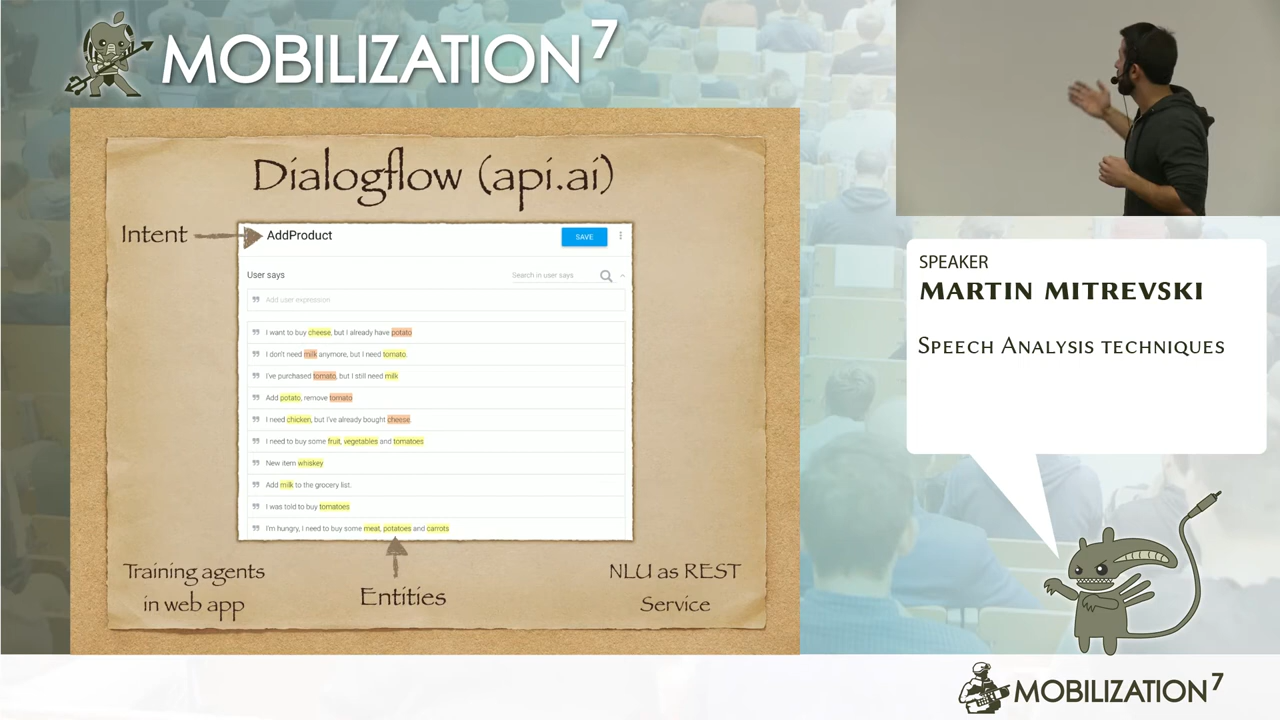 MOBILIZATION 7
Dialogflow (api.ai)
Intent
AddProduct
SAVE
User says
Search in user says
Add user expression
I want to buy cheese, but I already have potato
I don't need milk anymore, but I need tomato.
I've purchased tomato, but I still need milk
Add potato, remove tomato
I need chicken, but I've already bought cheese.
I need to buy some fruit, vegetables and tomatoes
New item whiskey
Add milk to the grocery list.
I was told to buy tomatoes
I'm hungry, I need to buy some meat, potatoes and carrots
Training agents
in web app
Entities
NLU as REST
Service
SPEAKER
MARTIN MITREVSKI
SPEECH ANALYSIS TECHNIQUES
MOBILIZATION 7